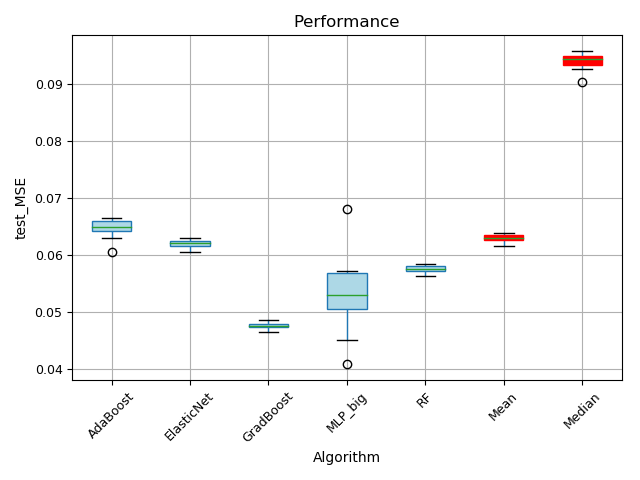 Performance
test_MSE
0.09
0.08
0.07
0.06
0.05
0.04
AdaBoost
ElasticNet
GradBoost
MLP_big
RF
Mean
Median
Algorithm